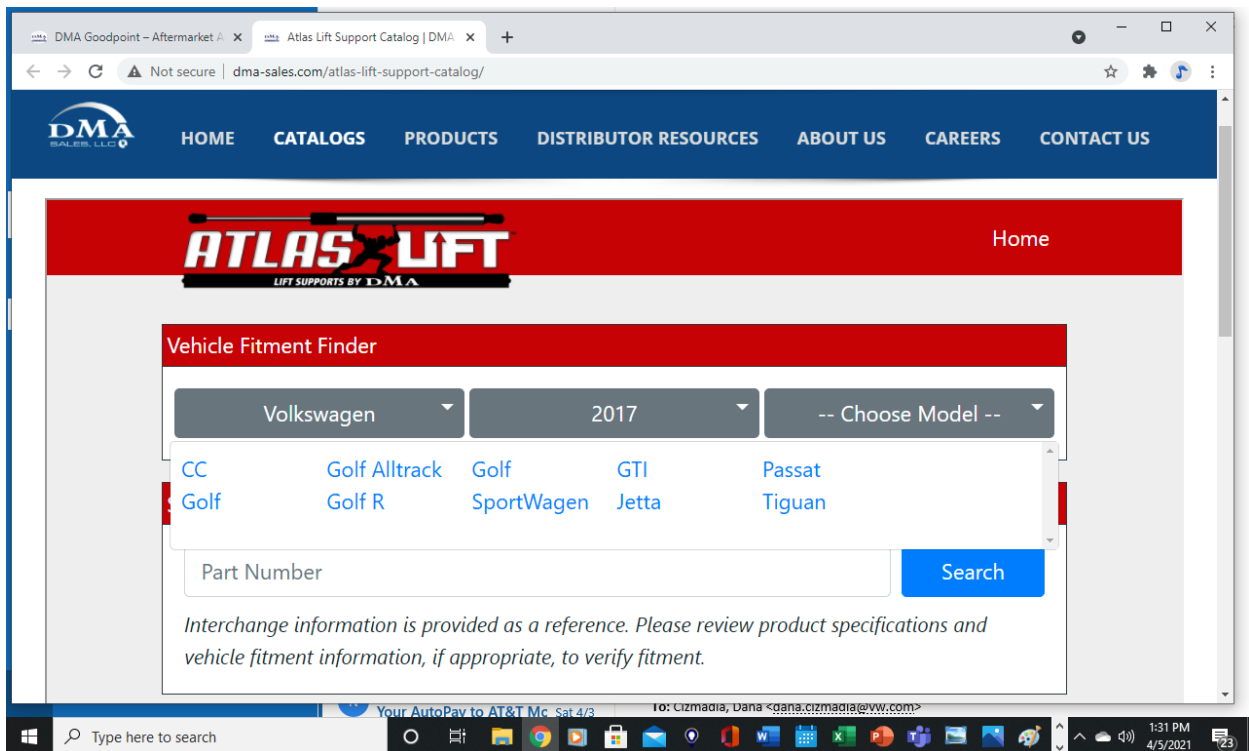 DMA Goodpoint – Aftermarket A
Atlas Lift Support Catalog | DMA
Not secure | dma-sales.com/atlas-lift-support-catalog/
DMA
SALES, LLC
HOME CATALOGS PRODUCTS DISTRIBUTOR RESOURCES ABOUT US CAREERS CONTACT US
ATLAS LIFT
LIFT SUPPORTS BY DMA
Home
Vehicle Fitment Finder
Volkswagen 2017 -- Choose Model --
CC Golf Alltrack Golf GTI Passat
Golf Golf R SportWagen Jetta Tiguan
Part Number Search
Interchange information is provided as a reference. Please review product specifications and
vehicle fitment information, if appropriate, to verify fitment.
Your AutoPay to AT&T Mc Sat 4/3
To: Cizmadia, Dana <dana.cizmadia@vw.com>
Type here to search
1:31 PM
4/5/2021
23